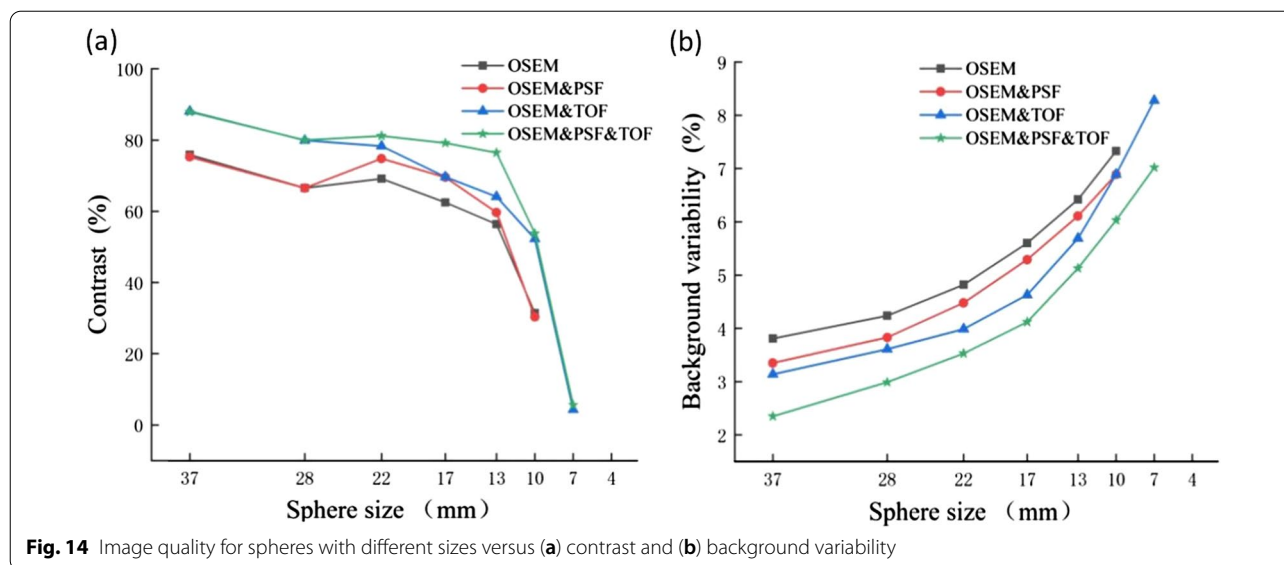 (a)
100
80
60
40
20
0
Contrast (%)
OSEM
OSEM&PSF
OSEM&TOF
OSEM&PSF&TOF
37 28 22 17 13 10 7 4
Sphere size （mm）
(b)
9
8
7
6
5
4
3
2
Background variability (%)
OSEM
OSEM&PSF
OSEM&TOF
OSEM&PSF&TOF
37 28 22 17 13 10 7 4
Sphere size （mm）
Fig. 14 Image quality for spheres with different sizes versus (a) contrast and (b) background variability